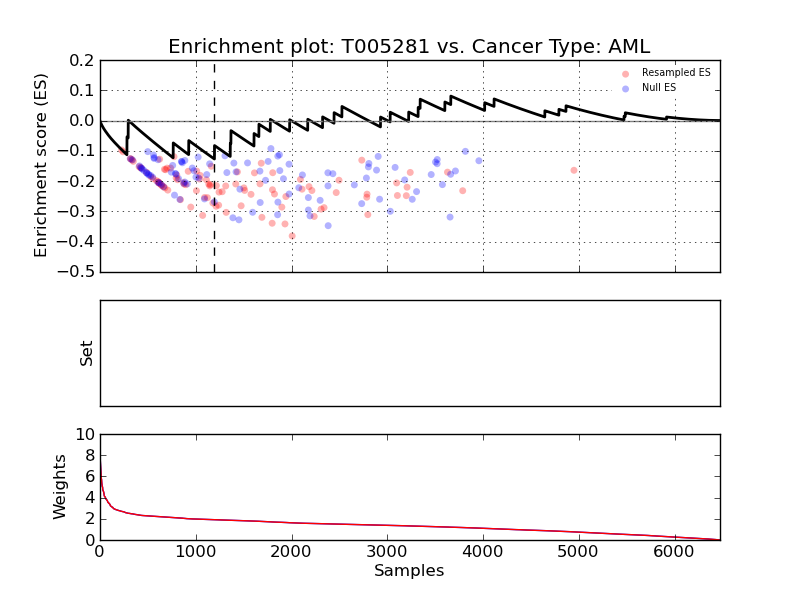 Enrichment plot: T005281 vs. Cancer Type: AML
Enrichment score (ES)
0.2
0.1
0.0
−0.1
−0.2
−0.3
−0.4
−0.5
Resampled ES
Null ES
Set
Weights
10
8
6
4
2
0
0 1000 2000 3000 4000 5000 6000
Samples